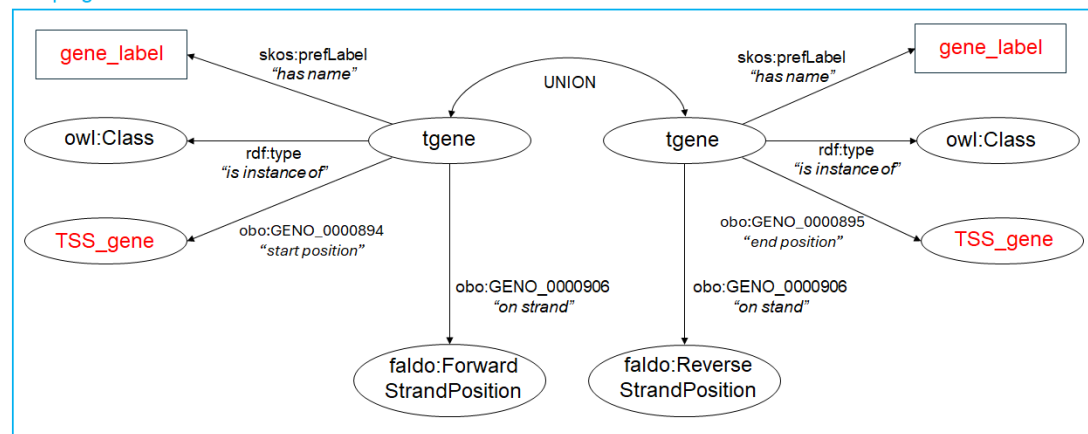 gene_label
skos:prefLabel
"has name"
UNION
skos:prefLabel
"has name"
gene_label
owl:Class
rdf:type
"is instance of"
tgene
tgene
rdf:type
"is instance of"
owl:Class
TSS_gene
obo:GENO_0000894
"start position"
obo:GENO_0000895
"end position"
TSS_gene
obo:GENO_0000906
"on strand"
obo:GENO_0000906
"on stand"
faldo:Forward
StrandPosition
faldo:Reverse
StrandPosition